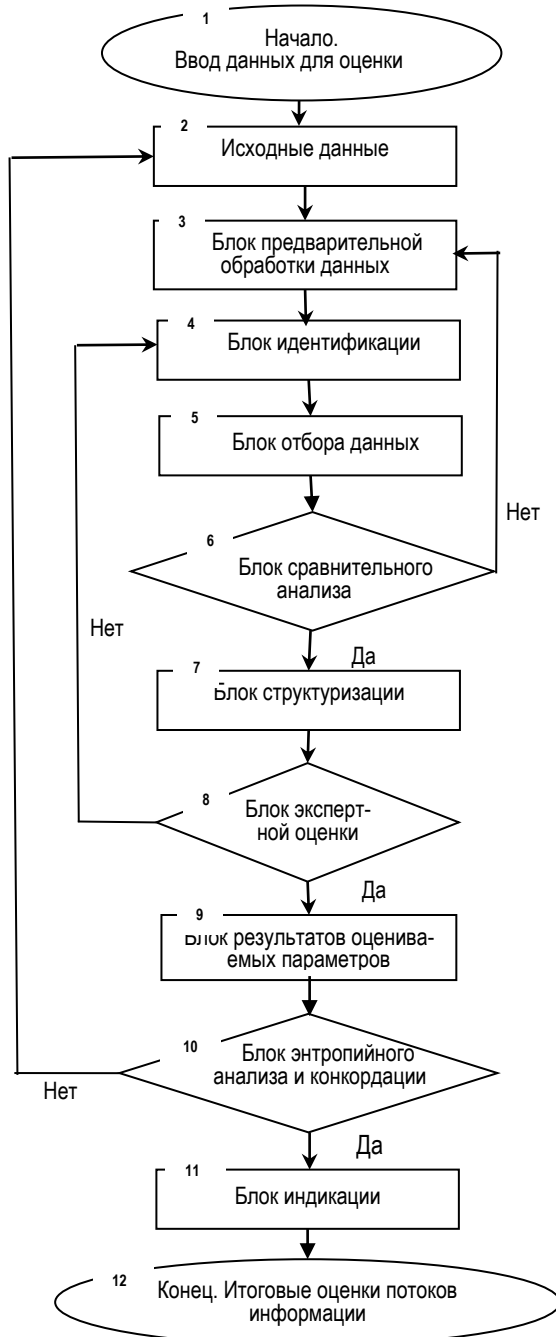 1
Начало.
Ввод данных для оценки
2
Исходные данные
3
Блок предварительной
обработки данных
4
Блок идентификации
5
Блок отбора данных
Нет
6
Блок сравнительного
анализа
Нет
Да
7
Блок структуризации
8
Блок эксперт-
ной оценки
Да
9
Блок результатов оценива-
емых параметров
10
Блок энтропийного
анализа и конкордации
Нет
Да
11
Блок индикации
12
Конец. Итоговые оценки потоков
информации